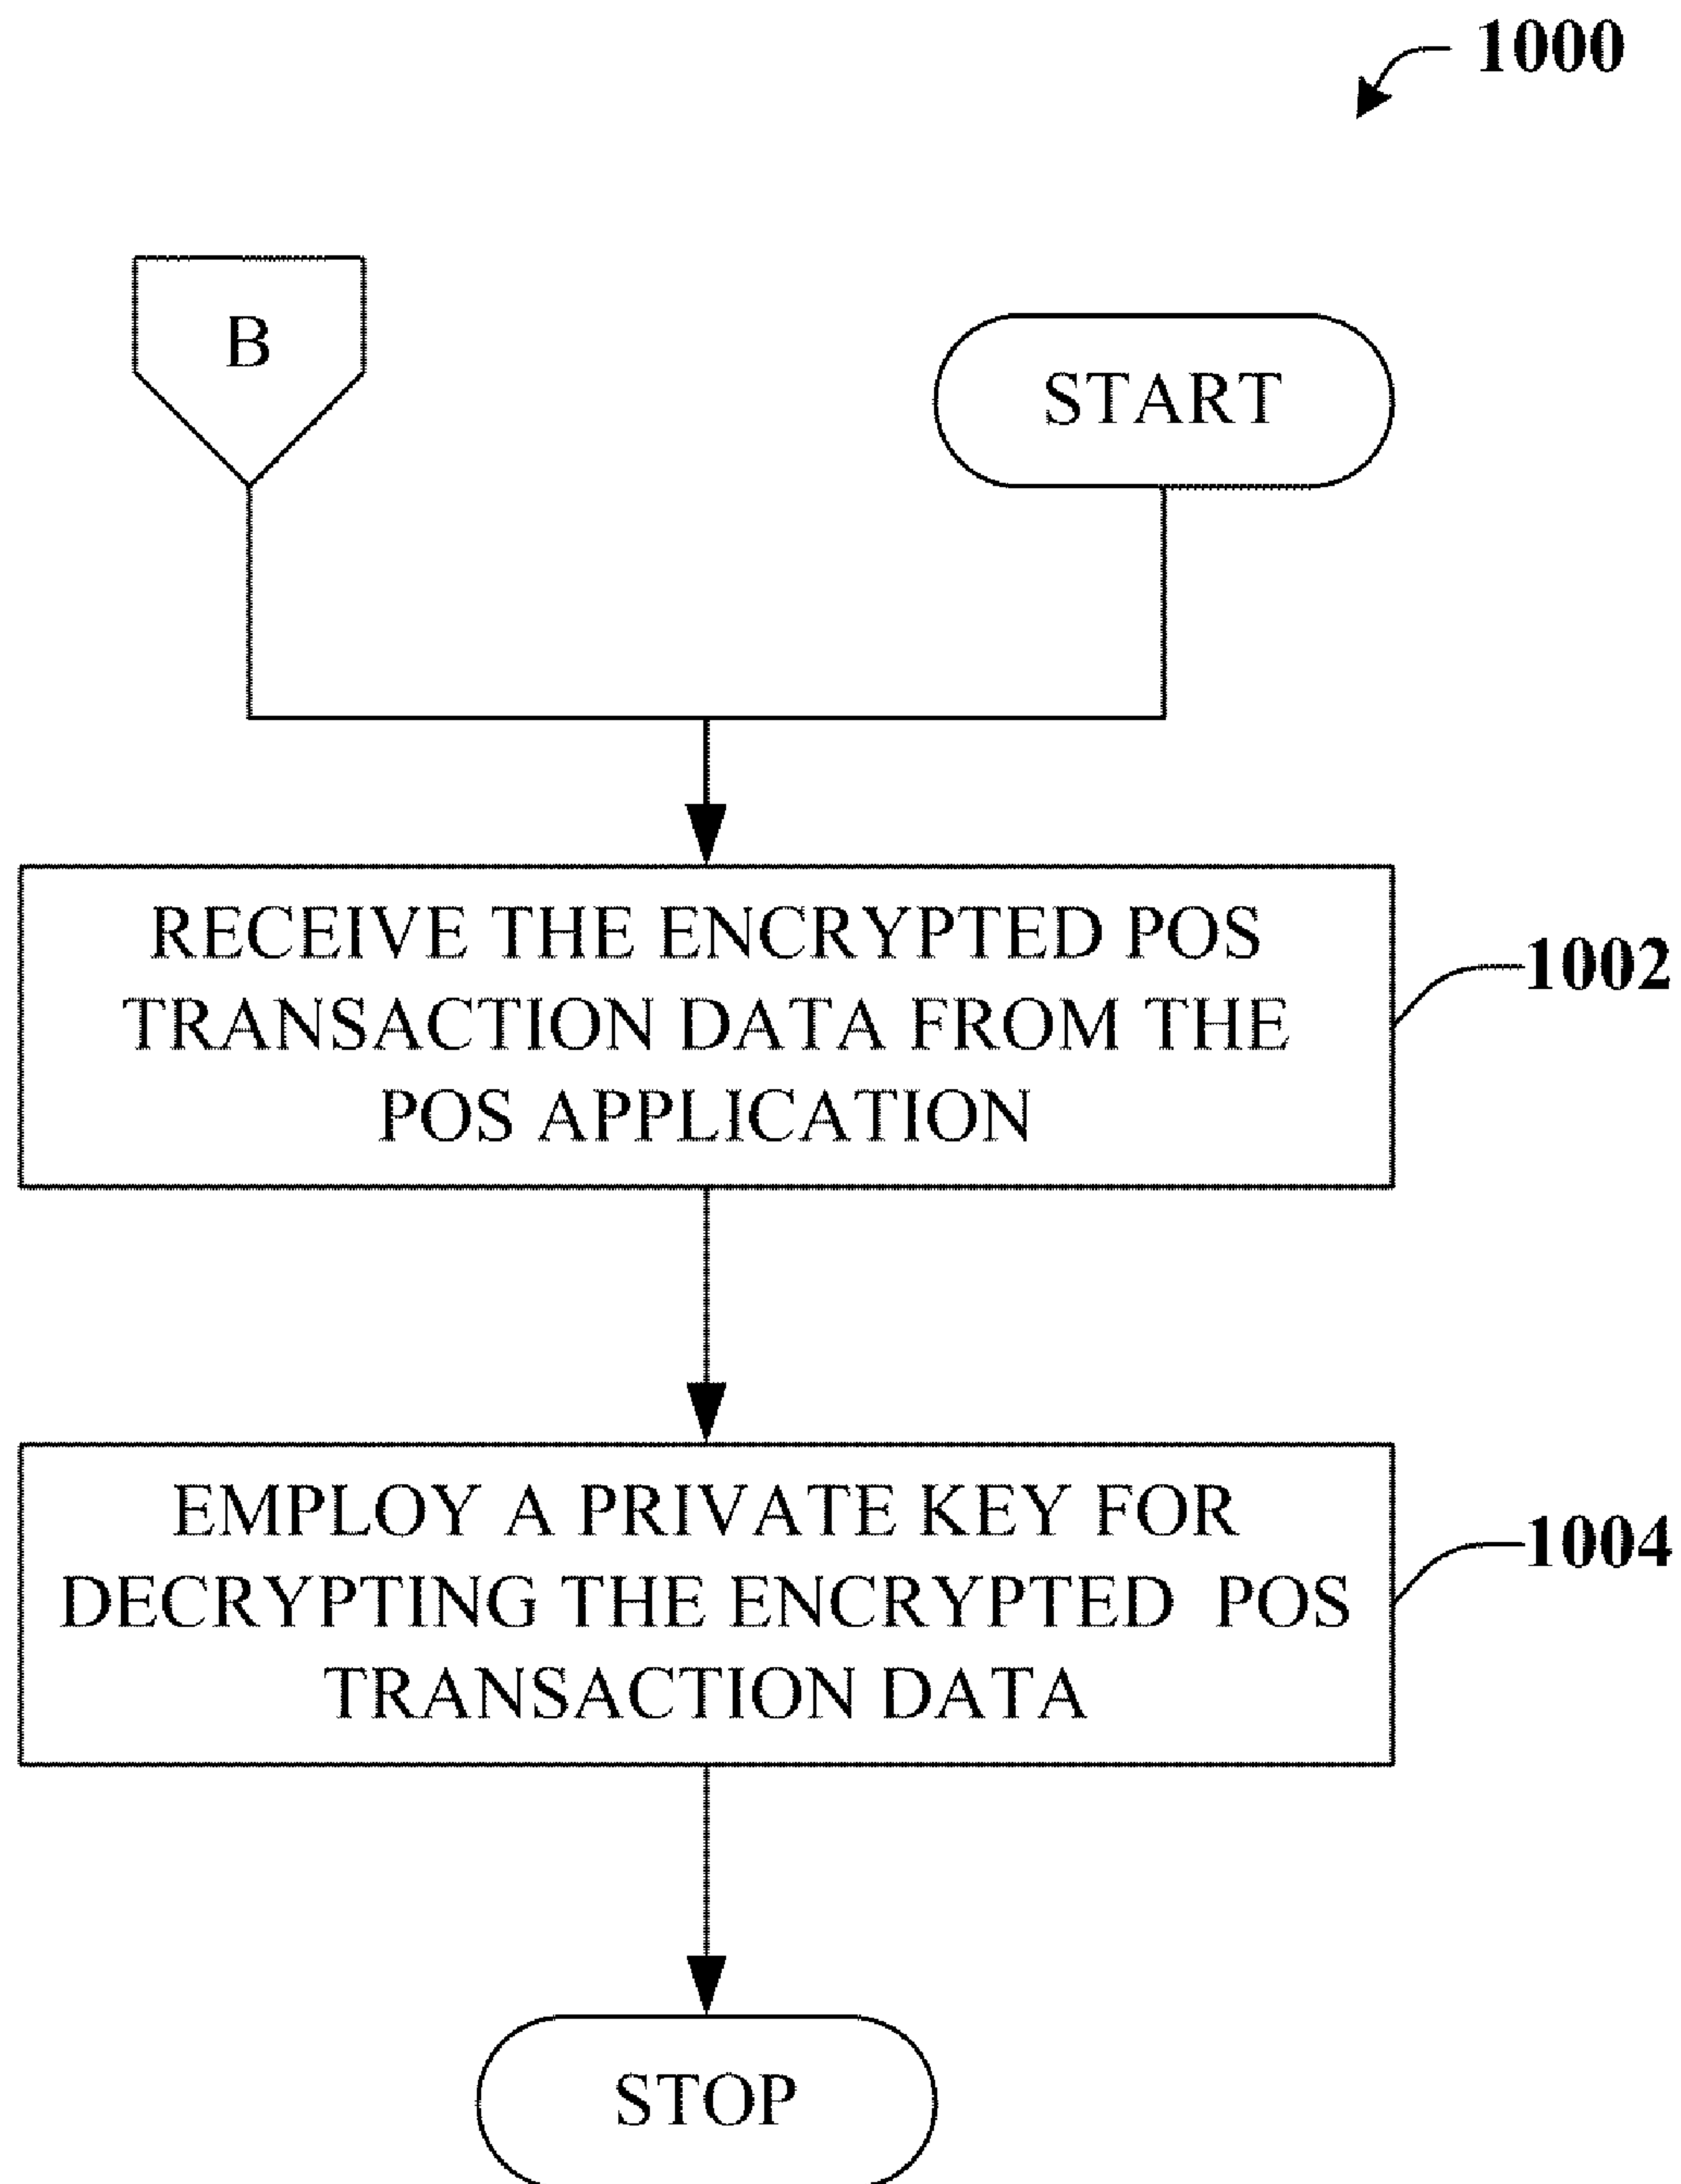 1000
B
START
RECEIVE THE ENCRYPTED POS
TRANSACTION DATA FROM THE
POS APPLICATION
1002
EMPLOY A PRIVATE KEY FOR
DECRYPTING THE ENCRYPTED POS
TRANSACTION DATA
1004
STOP